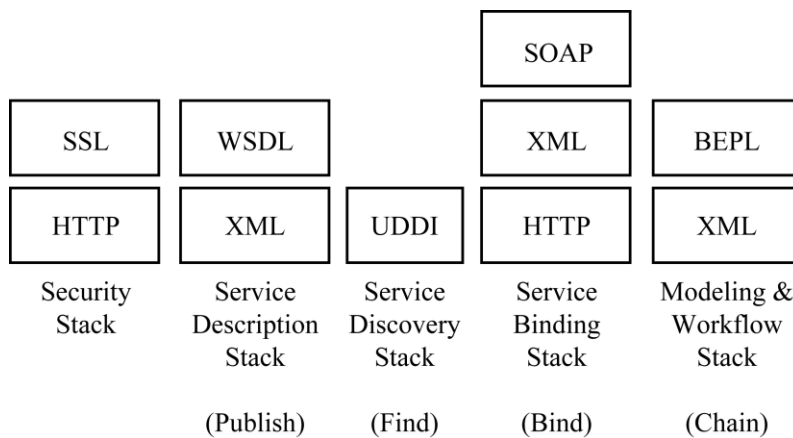 SOAP
SSL
WSDL
XML
BEPL
HTTP
XML
UDDI
HTTP
XML
Security
Stack
Service
Description
Stack
(Publish)
Service
Discovery
Stack
(Find)
Service
Binding
Stack
(Bind)
Modeling &
Workflow
Stack
(Chain)